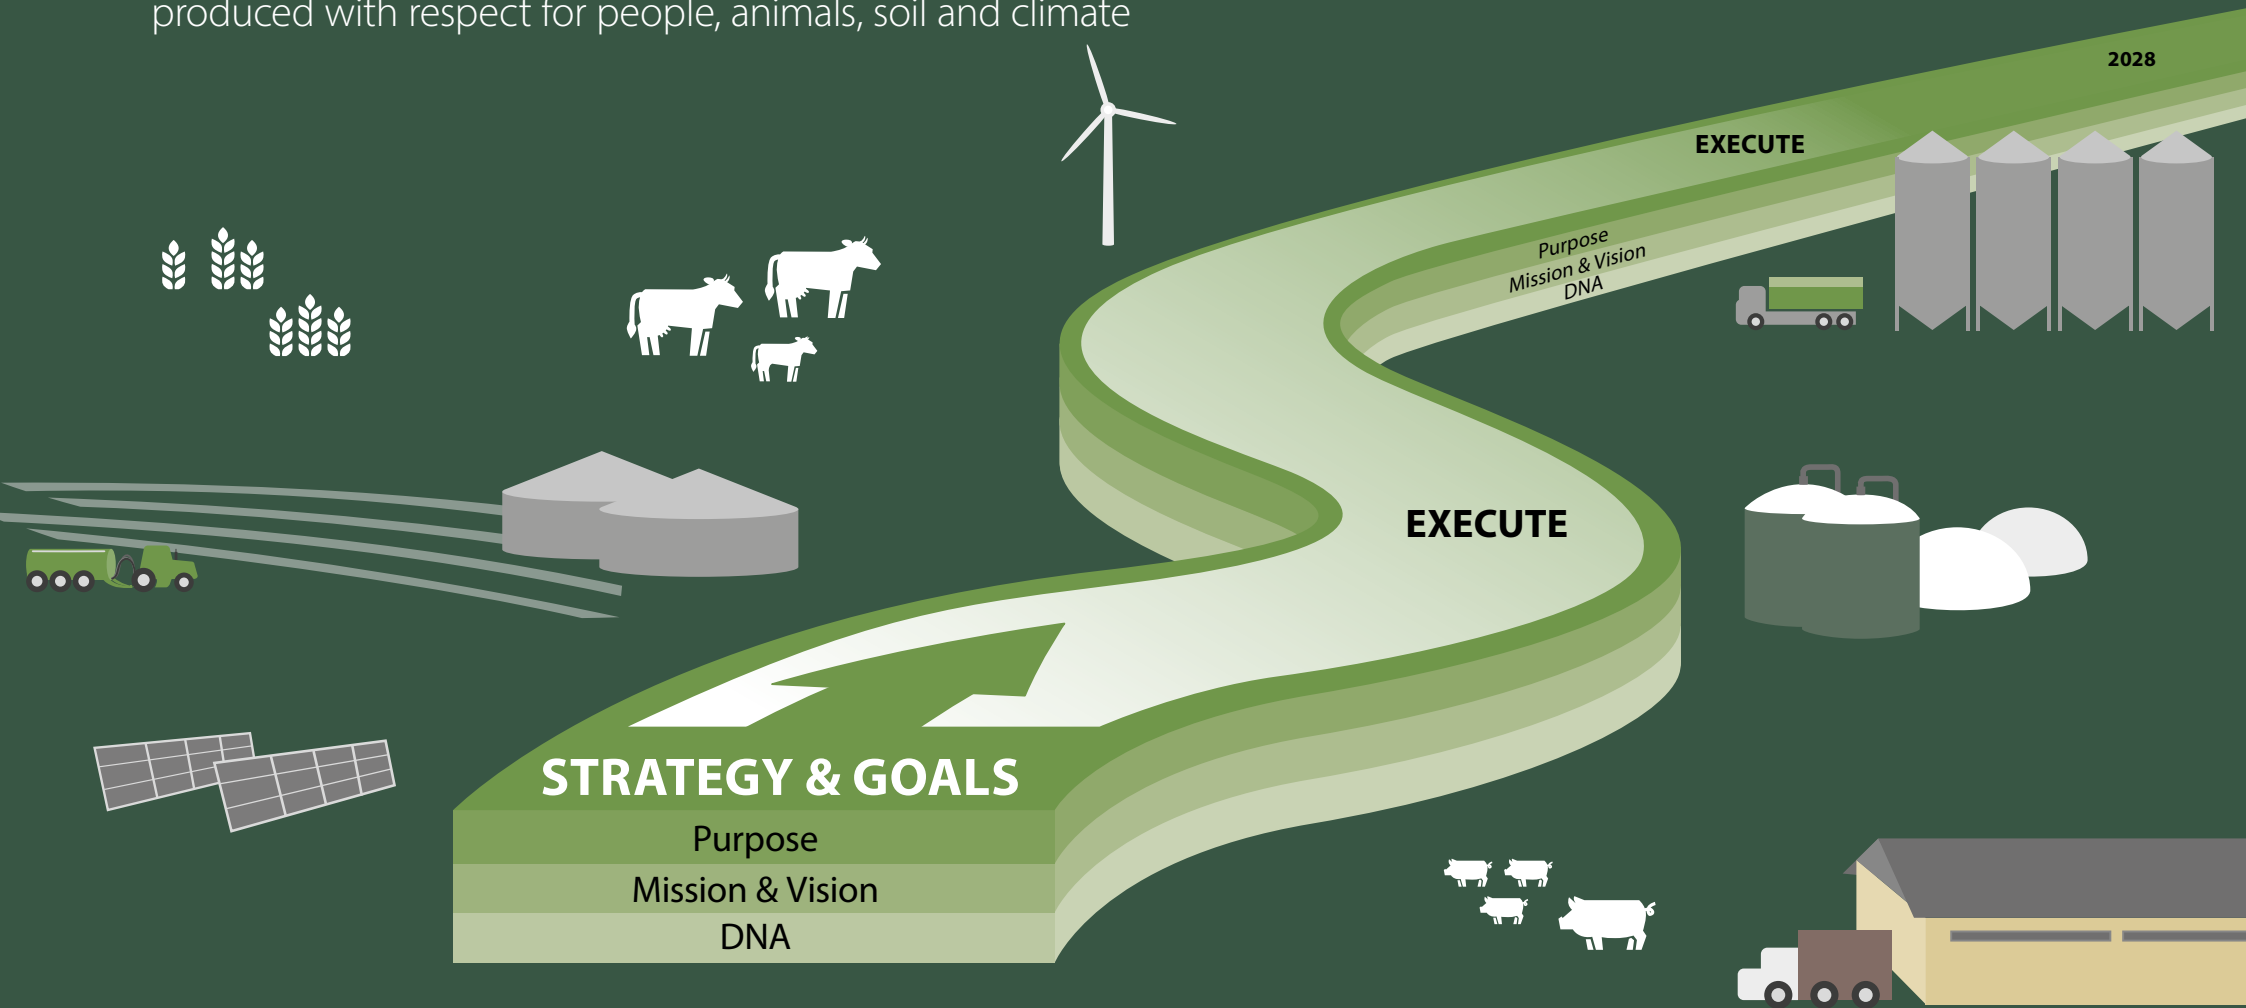 produced with respect for people, animals, soil and climate
2028
EXECUTE
Purpose
Mission & Vision
DNA
EXECUTE
STRATEGY & GOALS
Purpose
Mission & Vision
DNA